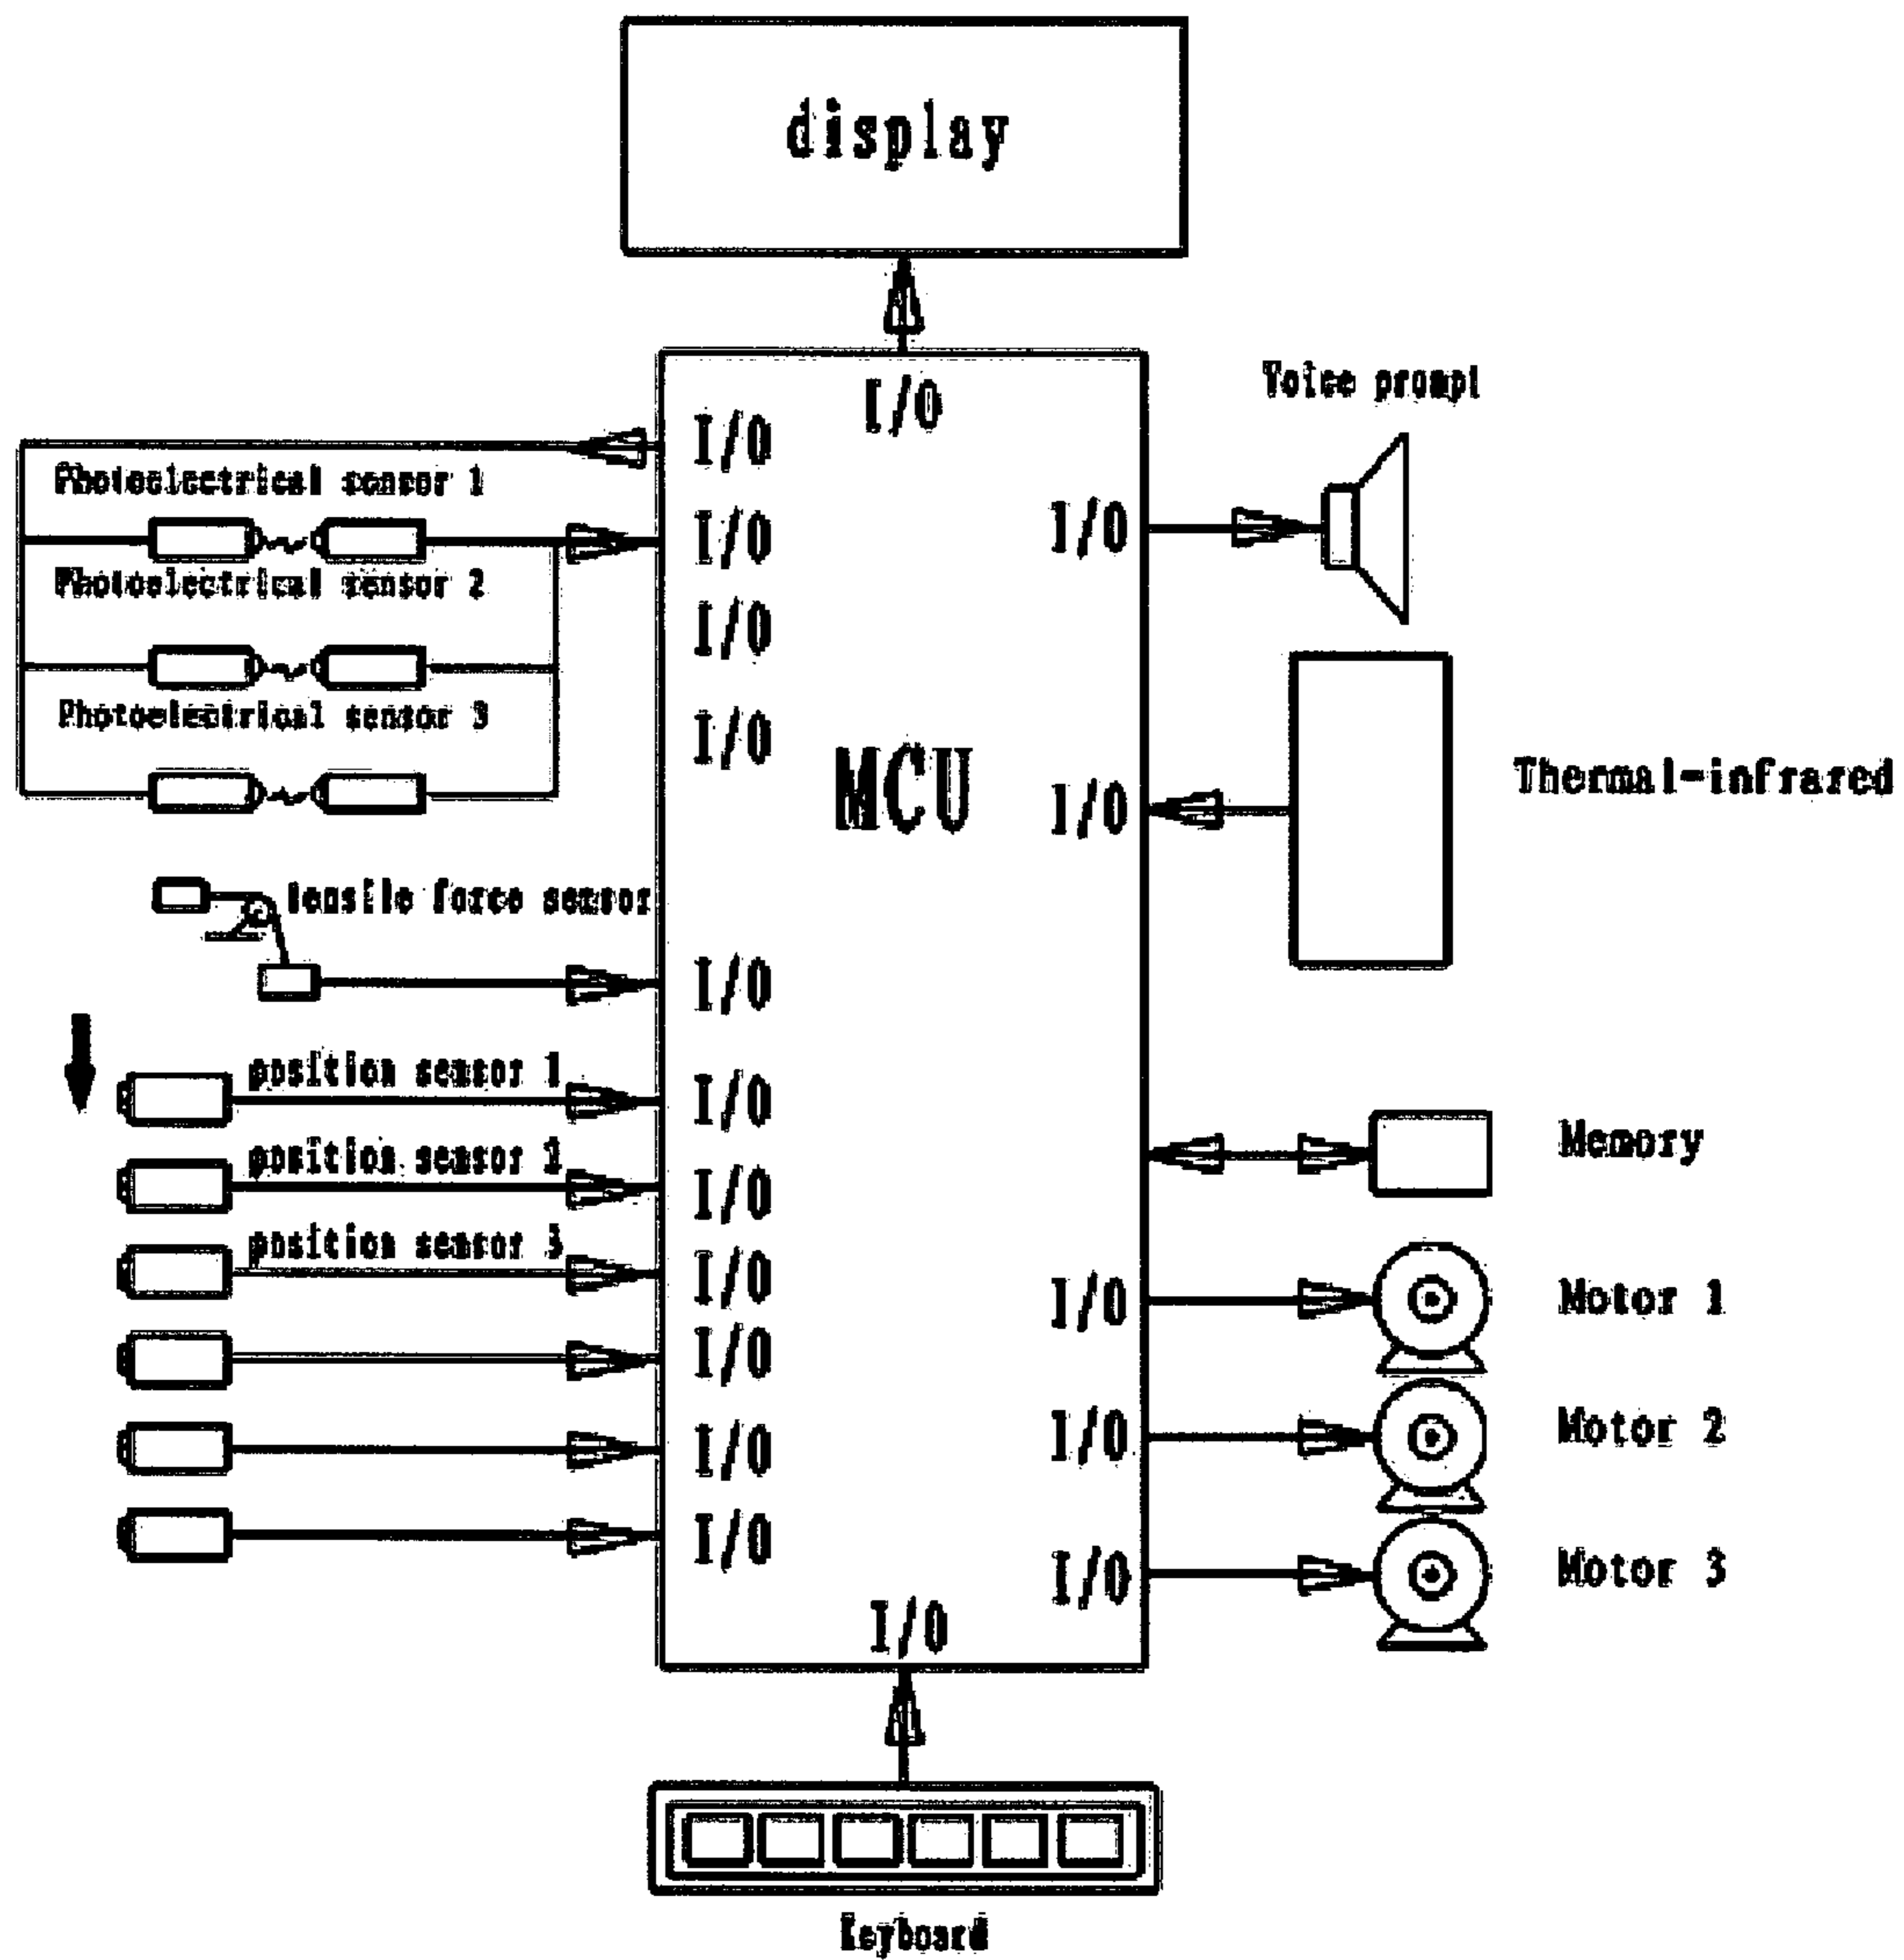 display
I/O
Voice prompt
I/O
Photoelectrical sensor 1
I/O
I/O
Photoelectrical sensor 2
I/O
Photoelectrical sensor 3
I/O
MCU
Thermal-infrared
I/O
tensile force sensor
I/O
position sensor 1
I/O
Memory
position sensor 2
I/O
position sensor 3
I/O
I/O
Motor 1
I/O
I/O
Motor 2
I/O
I/O
I/O
Motor 3
I/O
Keyboard